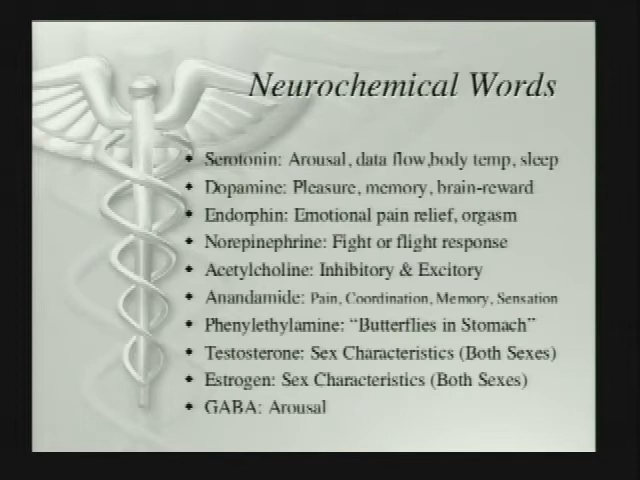 Neurochemical Words
• Serotonin: Arousal, data flow,body temp, sleep
• Dopamine: Pleasure, memory, brain-reward
• Endorphin: Emotional pain relief, orgasm
• Norepinephrine: Fight or flight response
• Acetylcholine: Inhibitory & Excitory
• Anandamide: Pain, Coordination, Memory, Sensation
• Phenylethylamine: “Butterflies in Stomach”
• Testosterone: Sex Characteristics (Both Sexes)
• Estrogen: Sex Characteristics (Both Sexes)
• GABA: Arousal